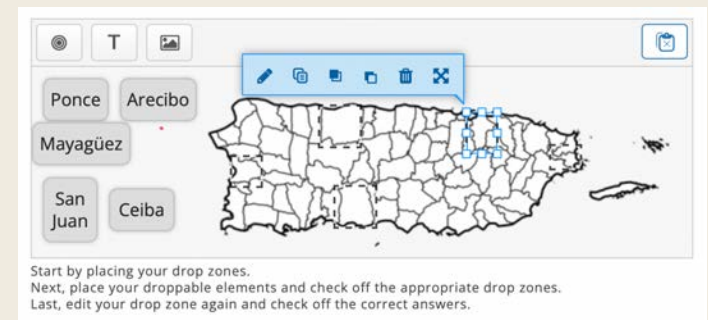 T
Ponce
Arecibo
Mayagüez
San
Juan
Ceiba
Start by placing your drop zones.
Next, place your droppable elements and check off the appropriate drop zones.
Last, edit your drop zone again and check off the correct answers.